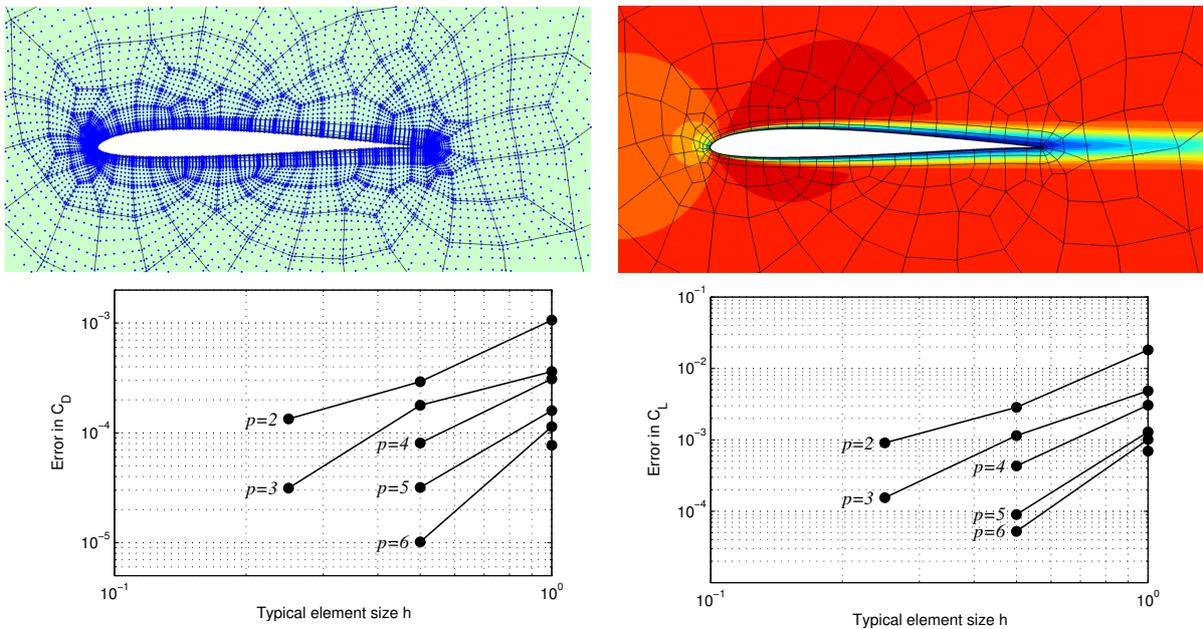 10^-3
10^-4
10^-5
10^-1
10^0
Error in C_D
Typical element size h
p=2
p=3
p=4
p=5
p=6
10^-1
10^-2
10^-3
10^-4
10^-1
10^0
Error in C_L
Typical element size h
p=2
p=3
p=4
p=5
p=6